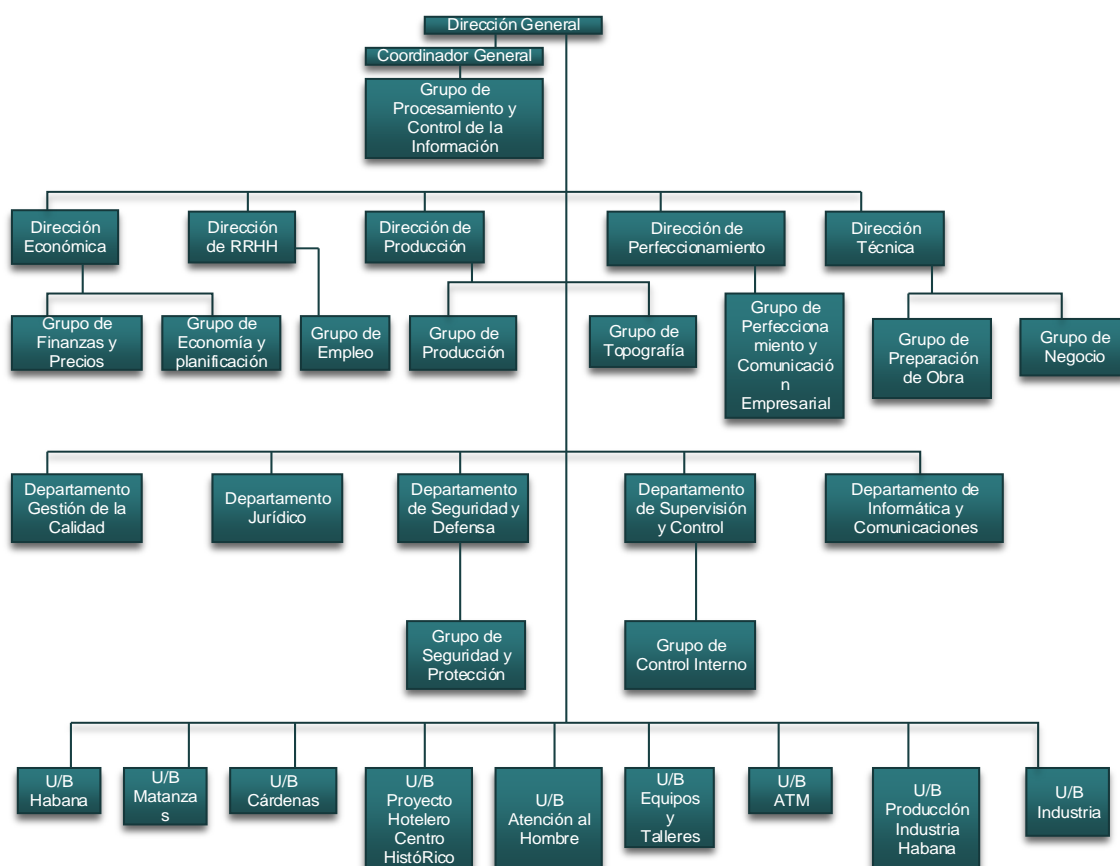 Dirección General
Coordinador General
Grupo de
Procesamiento y
Control de la
Información
Dirección
Económica
Dirección
de RRHH
Dirección de
Producción
Dirección de
Perfeccionamiento
Dirección
Técnica
Grupo de
Finanzas y
Precios
Grupo de
Economía y
planificación
Grupo de
Empleo
Grupo de
Producción
Grupo de
Topografía
Grupo de
Perfecciona
miento y
Comunicació
n
Empresarial
Grupo de
Preparación
de Obra
Grupo de
Negocio
Departamento
Gestión de la
Calidad
Departamento
Jurídico
Departamento
de Seguridad y
Defensa
Departamento
de Supervisión
y Control
Departamento de
Informática y
Comunicaciones
Grupo de
Seguridad y
Protección
Grupo de
Control Interno
U/B
Habana
U/B
Matanza
s
U/B
Cárdenas
U/B
Proyecto
Hotelero
Centro
HistóRico
U/B
Atención al
Hombre
U/B
Equipos
y
Talleres
U/B
ATM
U/B
Producclón
Industria
Habana
U/B
Industria